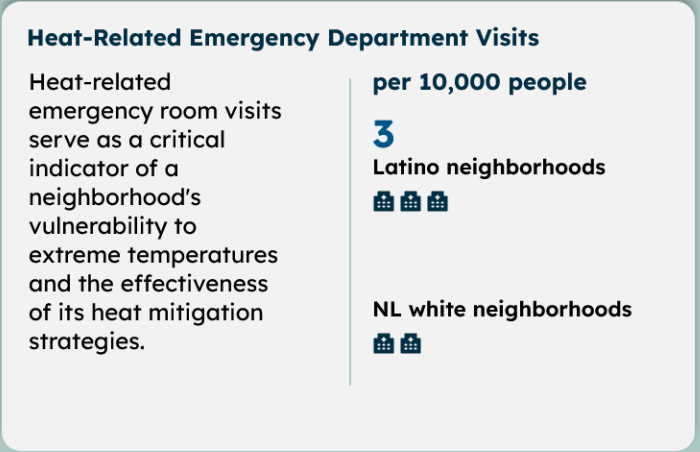 Heat-Related Emergency Department Visits
Heat-related
emergency room visits
serve as a critical
indicator of a
neighborhood's
vulnerability to
extreme temperatures
and the effectiveness
of its heat mitigation
strategies.
per 10,000 people
3
Latino neighborhoods
NL white neighborhoods